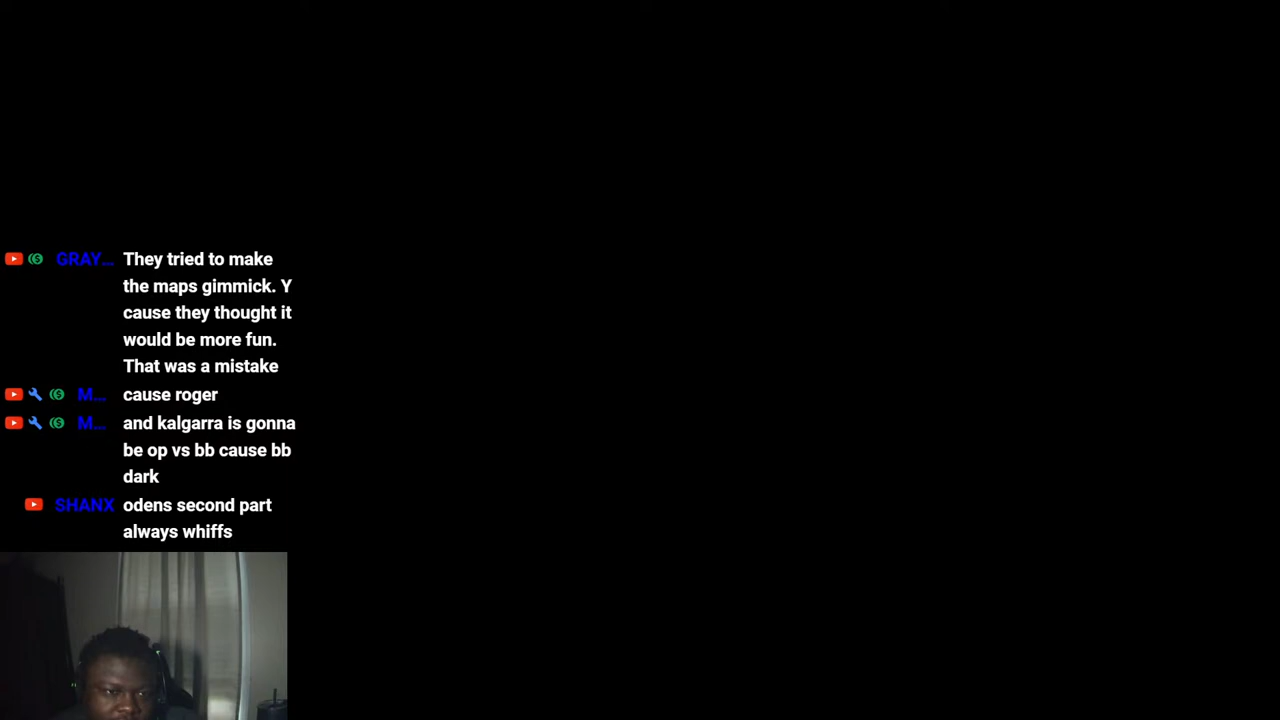 GRAY... They tried to make
the maps gimmick. Y
cause they thought it
would be more fun.
That was a mistake
M... cause roger
M... and kalgarra is gonna
be op vs bb cause bb
dark
SHANX odens second part
always whiffs